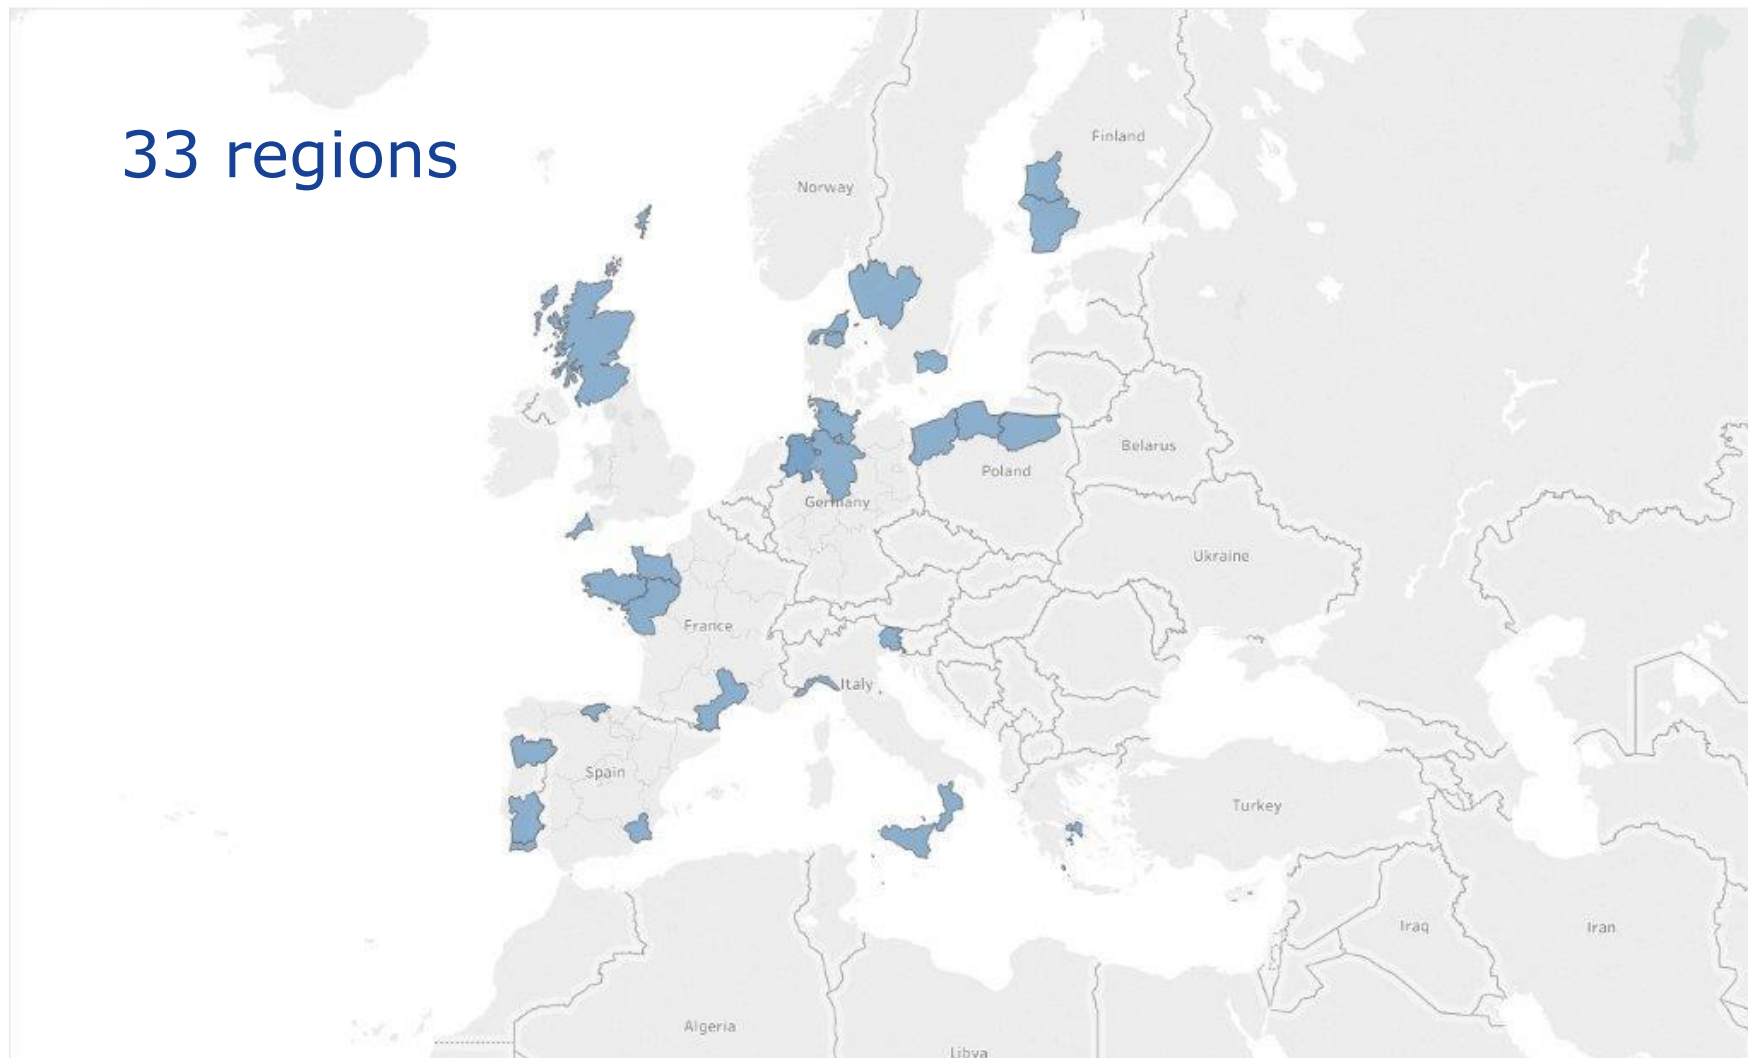 33 regions
Finland
Norway
Belarus
Poland
Germany
Ukraine
France
Italy
Spain
Turkey
Iraq
Iran
Algeria
Libya